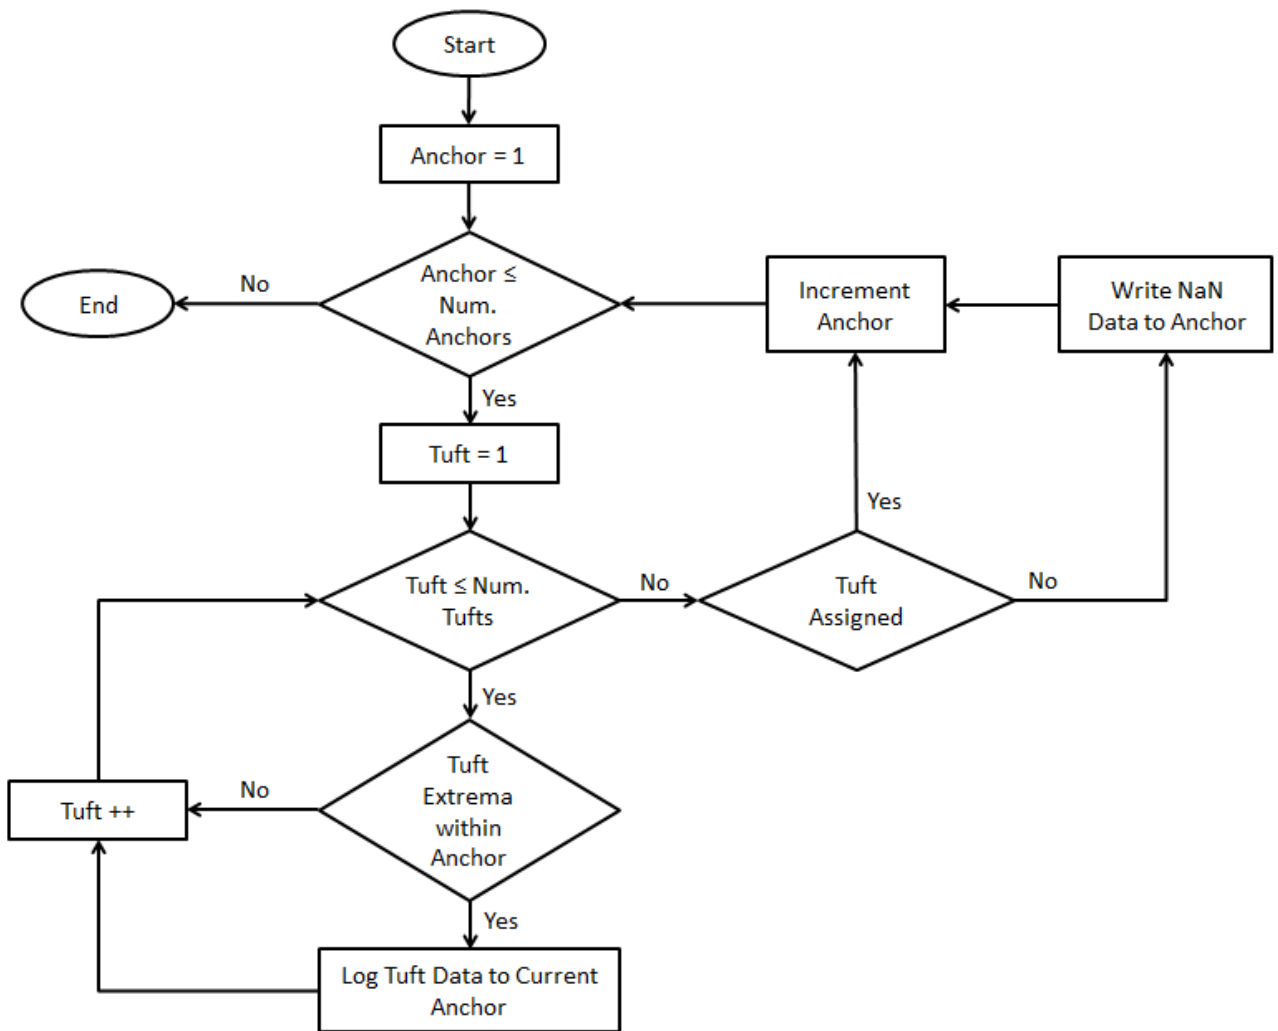 Start
Anchor = 1
Anchor ≤
Num.
Anchors
No
End
Increment
Anchor
Write NaN
Data to Anchor
Yes
Tuft = 1
Yes
Tuft ≤ Num.
Tufts
No
Tuft
Assigned
No
Yes
Tuft
Extrema
within
Anchor
No
Tuft ++
Yes
Log Tuft Data to Current
Anchor